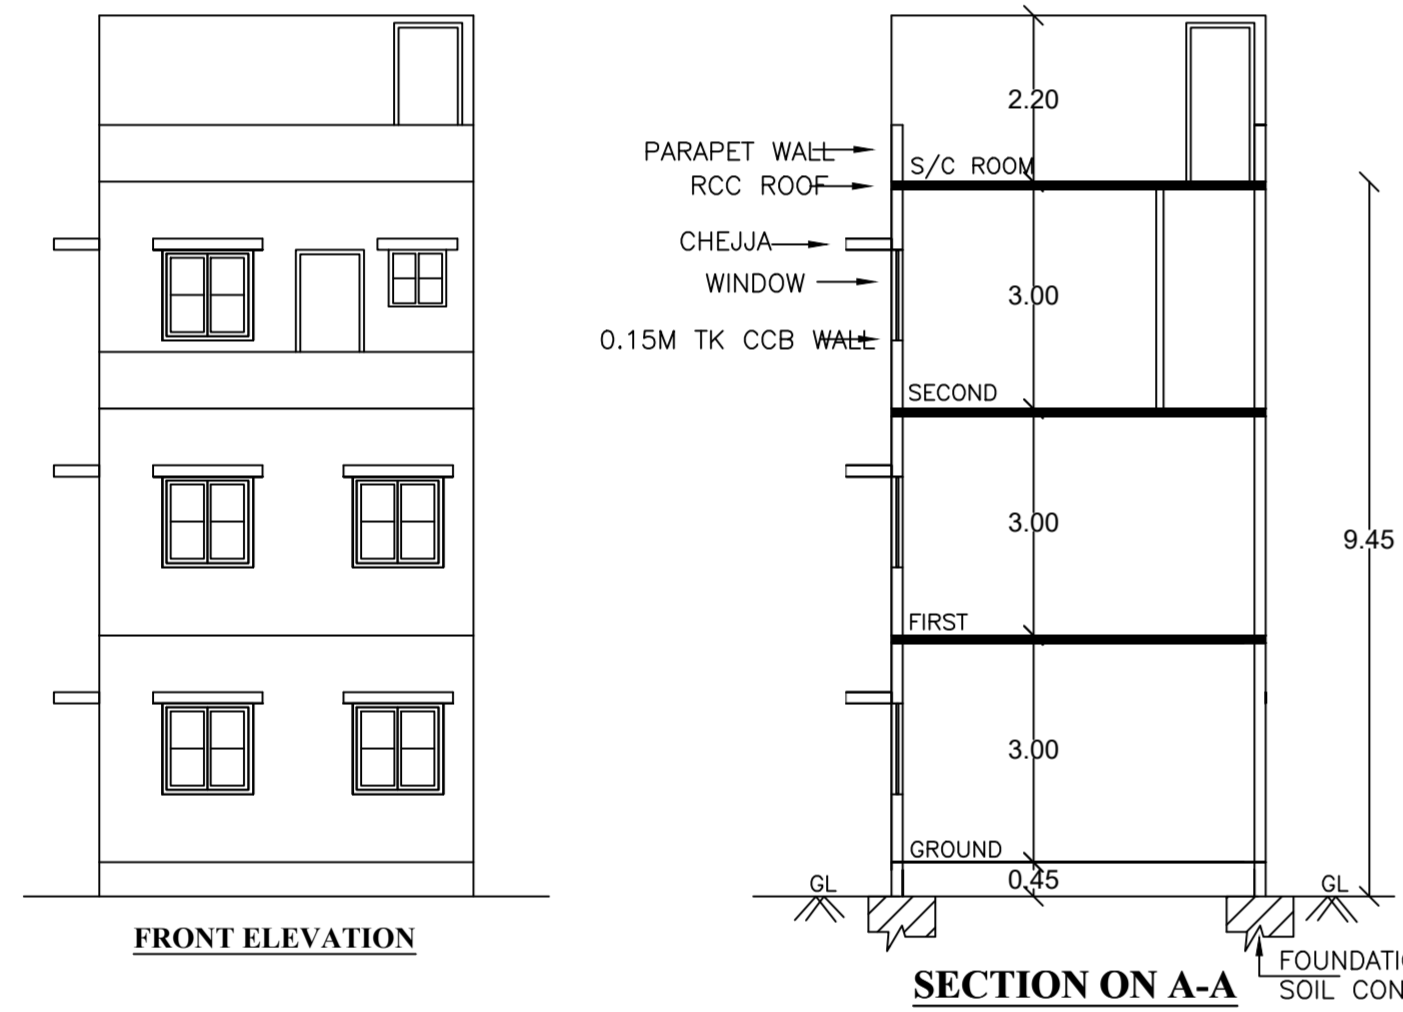 2.20
PARAPET WALL
S/C ROOM
RCC ROOF
CHEJJA
WINDOW
3.00
0.15M TK CCB WALL
SECOND
3.00
9.45
FIRST
3.00
GROUND
0.45
GL
GL
FRONT ELEVATION
SECTION ON A-A